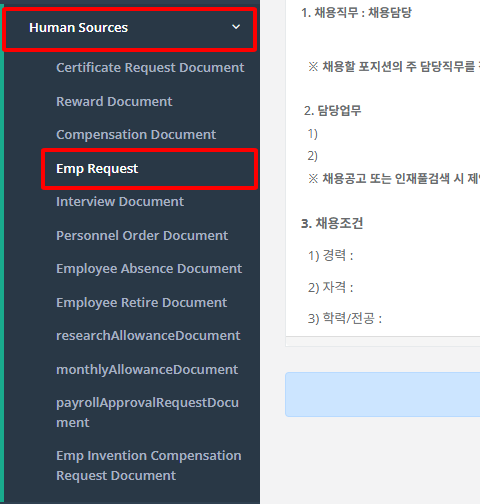 Human Sources
Certificate Request Document
Reward Document
Compensation Document
Emp Request
Interview Document
Personnel Order Document
Employee Absence Document
Employee Retire Document
researchAllowanceDocument
monthlyAllowanceDocument
payrollApprovalRequestDocu
ment
Emp Invention Compensation
Request Document
1. 채용직무 : 채용담당
※ 채용할 포지션의 주 담당직무를
2. 담당업무
1)
2)
※ 채용공고 또는 인재풀검색 시 제
3. 채용조건
1) 경력 :
2) 자격 :
3) 학력/전공 :